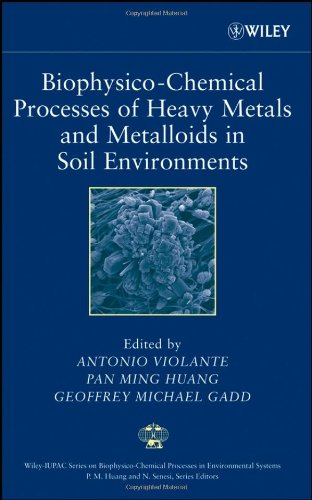 WILEY
Biophysico-Chemical
Processes of Heavy Metals
and Metalloids in
Soil Environments
Edited by
ANTONIO VIOLANTE
PAN MING HUANG
GEOFFREY MICHAEL GADD
Wiley-IUPAC Series on Biophysico-Chemical Processes in Environmental Systems
P. M. Huang and N. Senesi, Series Editors